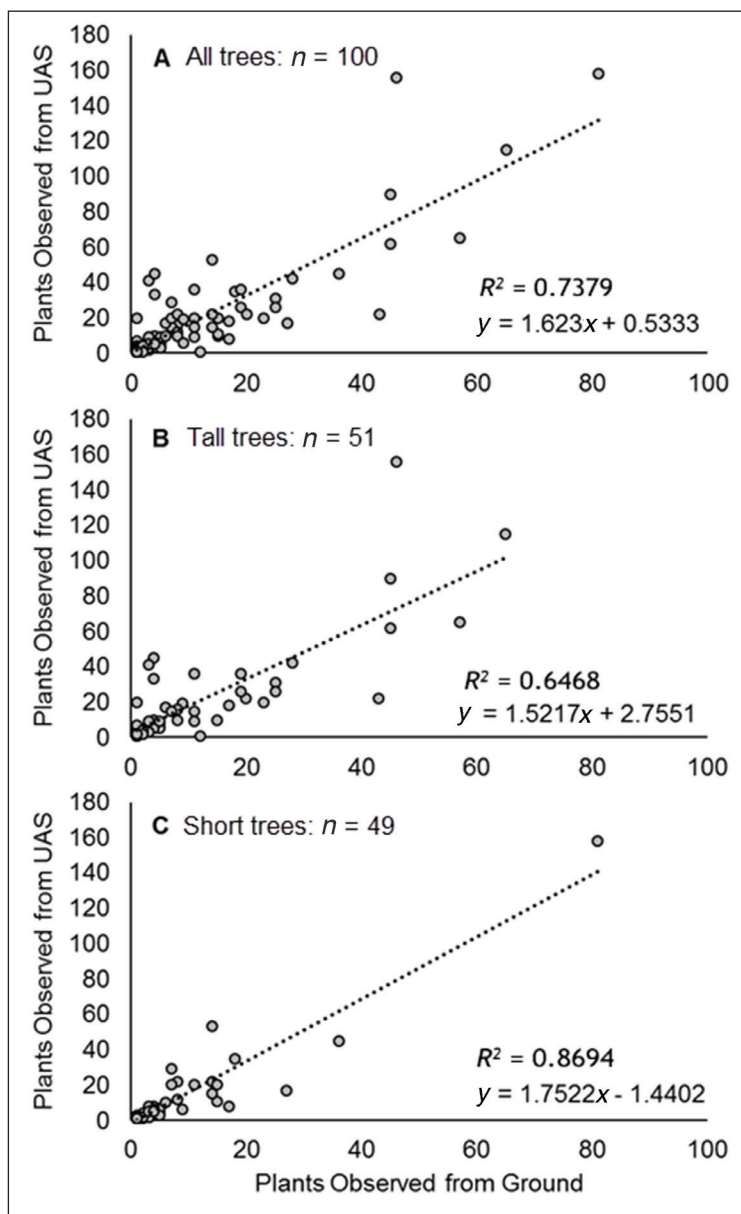 Plants Observed from UAS
180
160
140
120
100
80
60
40
20
0
A All trees: n = 100
R² = 0.7379
y = 1.623x + 0.5333
0 20 40 60 80 100
Plants Observed from UAS
180
160
140
120
100
80
60
40
20
0
B Tall trees: n = 51
R² = 0.6468
y = 1.5217x + 2.7551
0 20 40 60 80 100
Plants Observed from UAS
180
160
140
120
100
80
60
40
20
0
C Short trees: n = 49
R² = 0.8694
y = 1.7522x - 1.4402
0 20 40 60 80 100
Plants Observed from Ground